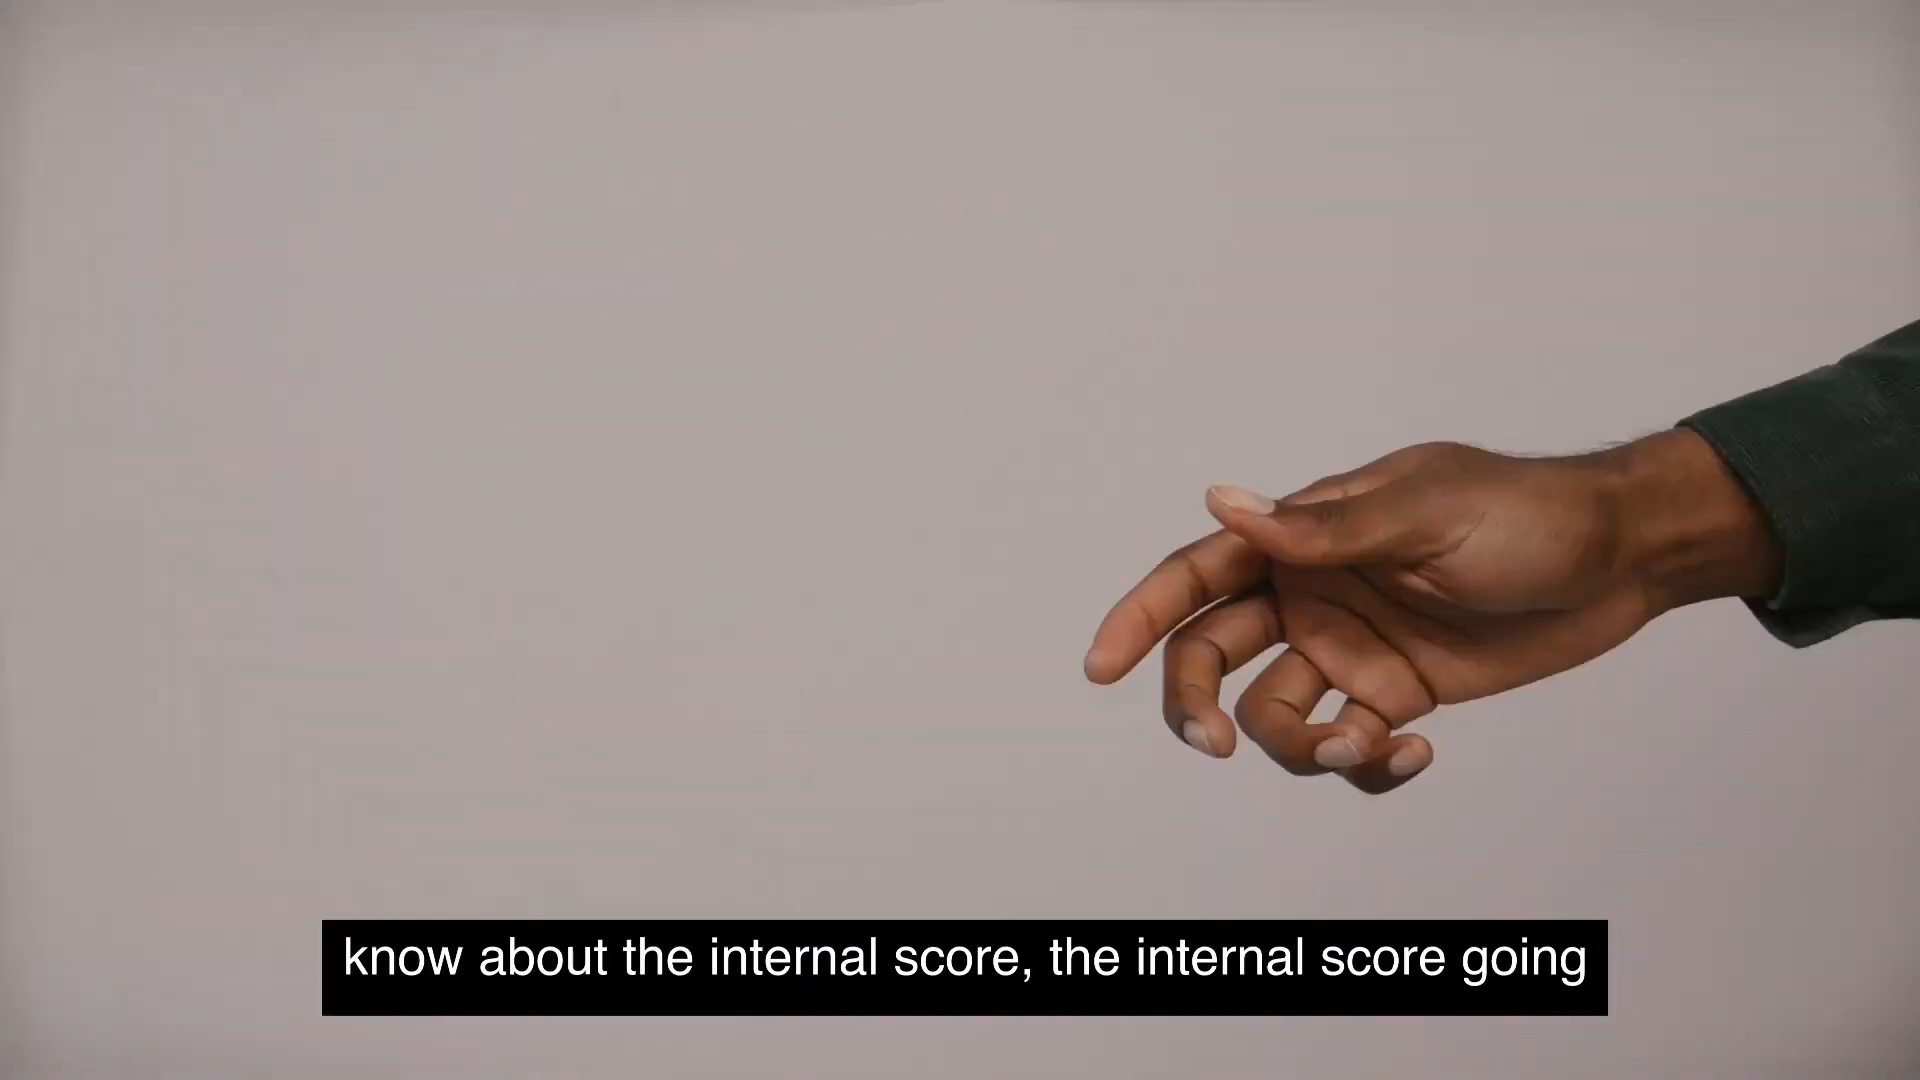 know about the internal score, the internal score going